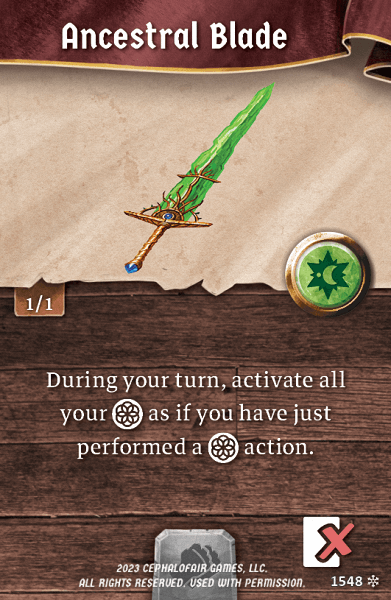 Ancestral Blade
1/1
During your turn, activate all
your as if you have just
performed a action.
2023 CEPHALOFAIR GAMES, LLC.
ALL RIGHTS RESERVED. USED WITH PERMISSION.
1548